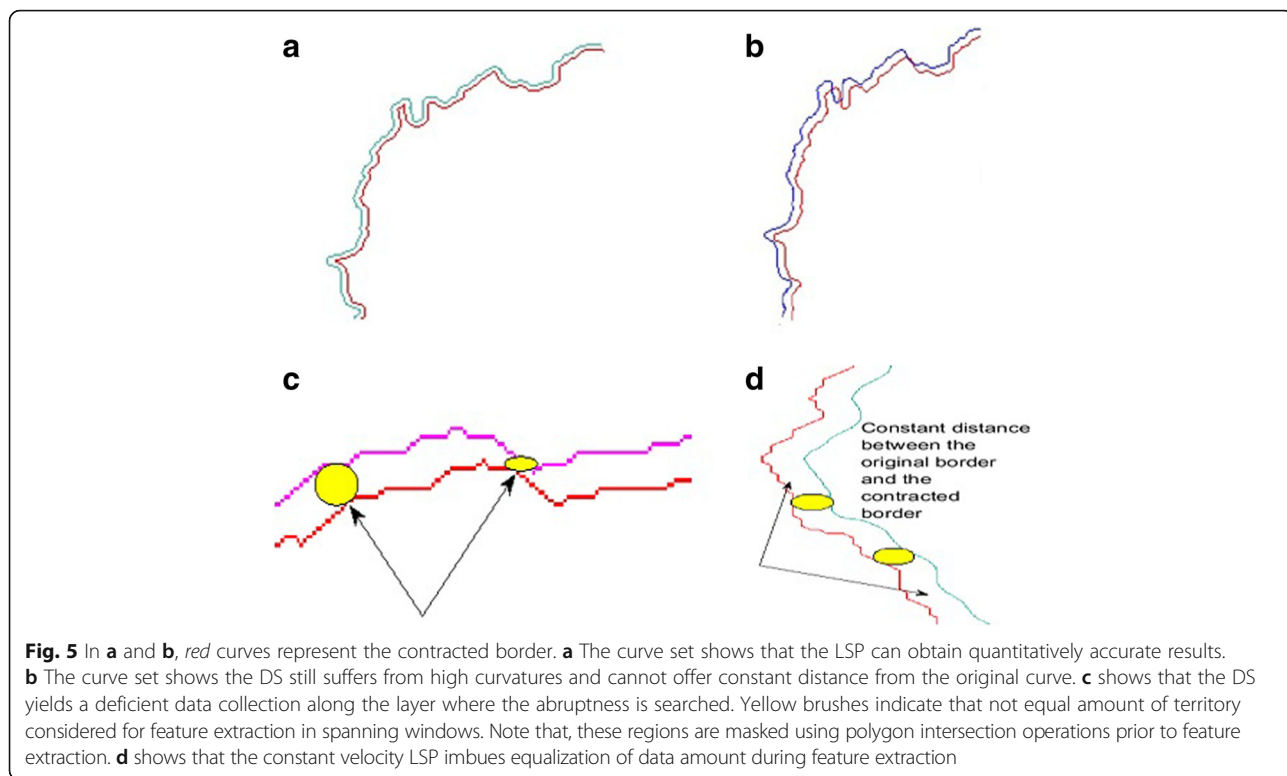 a
b
c
d
Constant distance
between the
original border
and the
contracted
border
Fig. 5 In a and b, red curves represent the contracted border. a The curve set shows that the LSP can obtain quantitatively accurate results.
b The curve set shows the DS still suffers from high curvatures and cannot offer constant distance from the original curve. c shows that the DS
yields a deficient data collection along the layer where the abruptness is searched. Yellow brushes indicate that not equal amount of territory
considered for feature extraction in spanning windows. Note that, these regions are masked using polygon intersection operations prior to feature
extraction. d shows that the constant velocity LSP imbues equalization of data amount during feature extraction